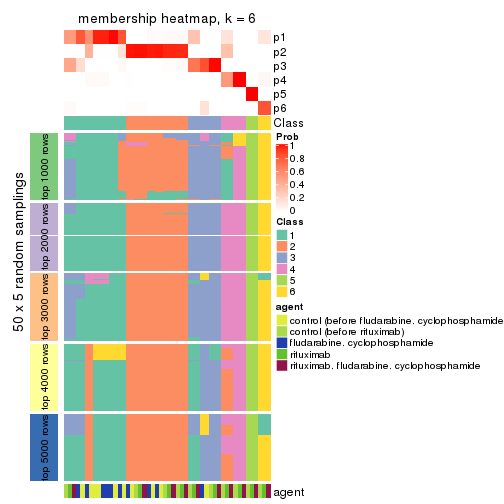 membership heatmap, k = 6
p1
p2
p3
p4
p5
p6
Class
50 x 5 random samplings
top 1000 rows
top 2000 rows
top 3000 rows
top 4000 rows
top 5000 rows
Prob
1
0.8
0.6
0.4
0.2
0
Class
1
2
3
4
5
6
agent
control (before fludarabine. cyclophosphamide
control (before rituximab)
fludarabine. cyclophosphamide
rituximab
rituximab. fludarabine. cyclophosphamide
agent